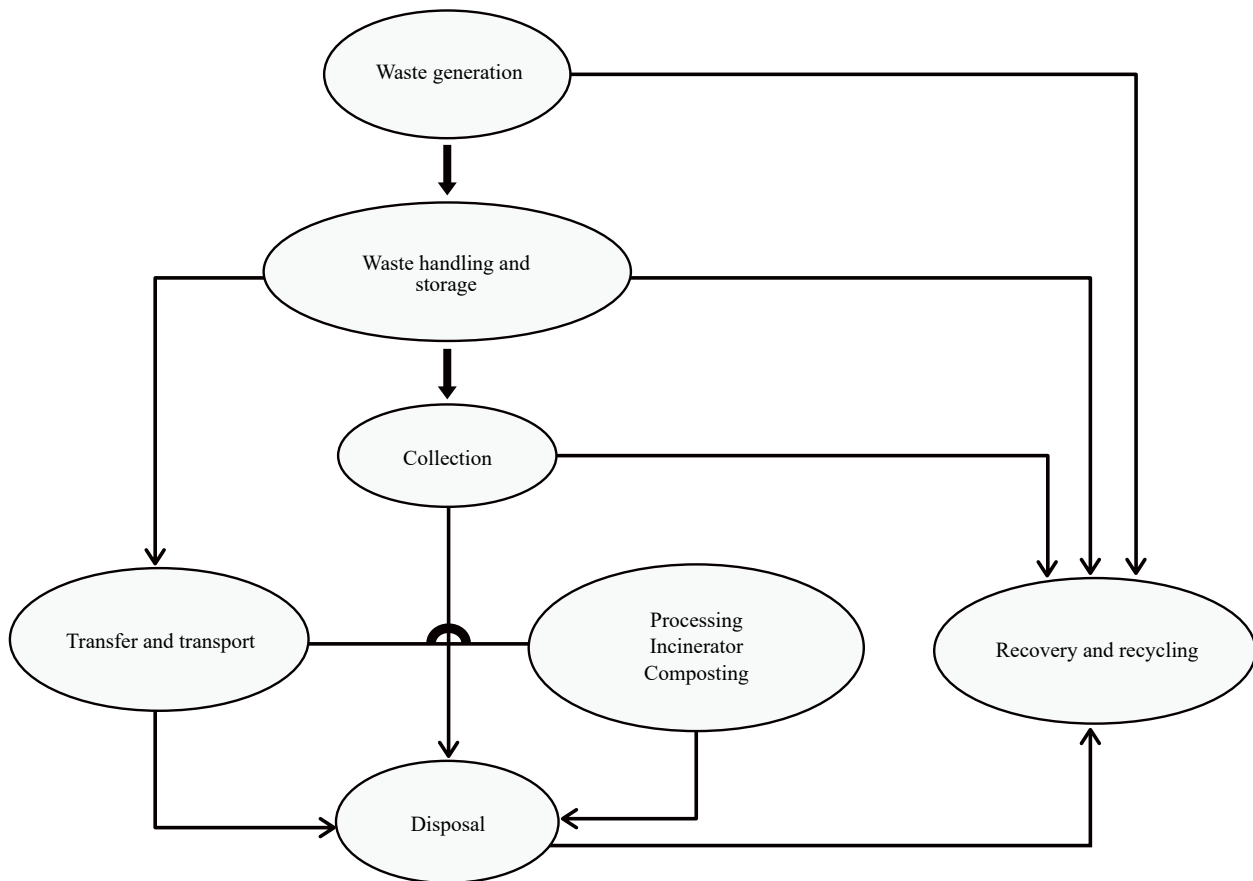 Waste generation
Waste handling and
storage
Collection
Transfer and transport
Processing
Incinerator
Composting
Recovery and recycling
Disposal